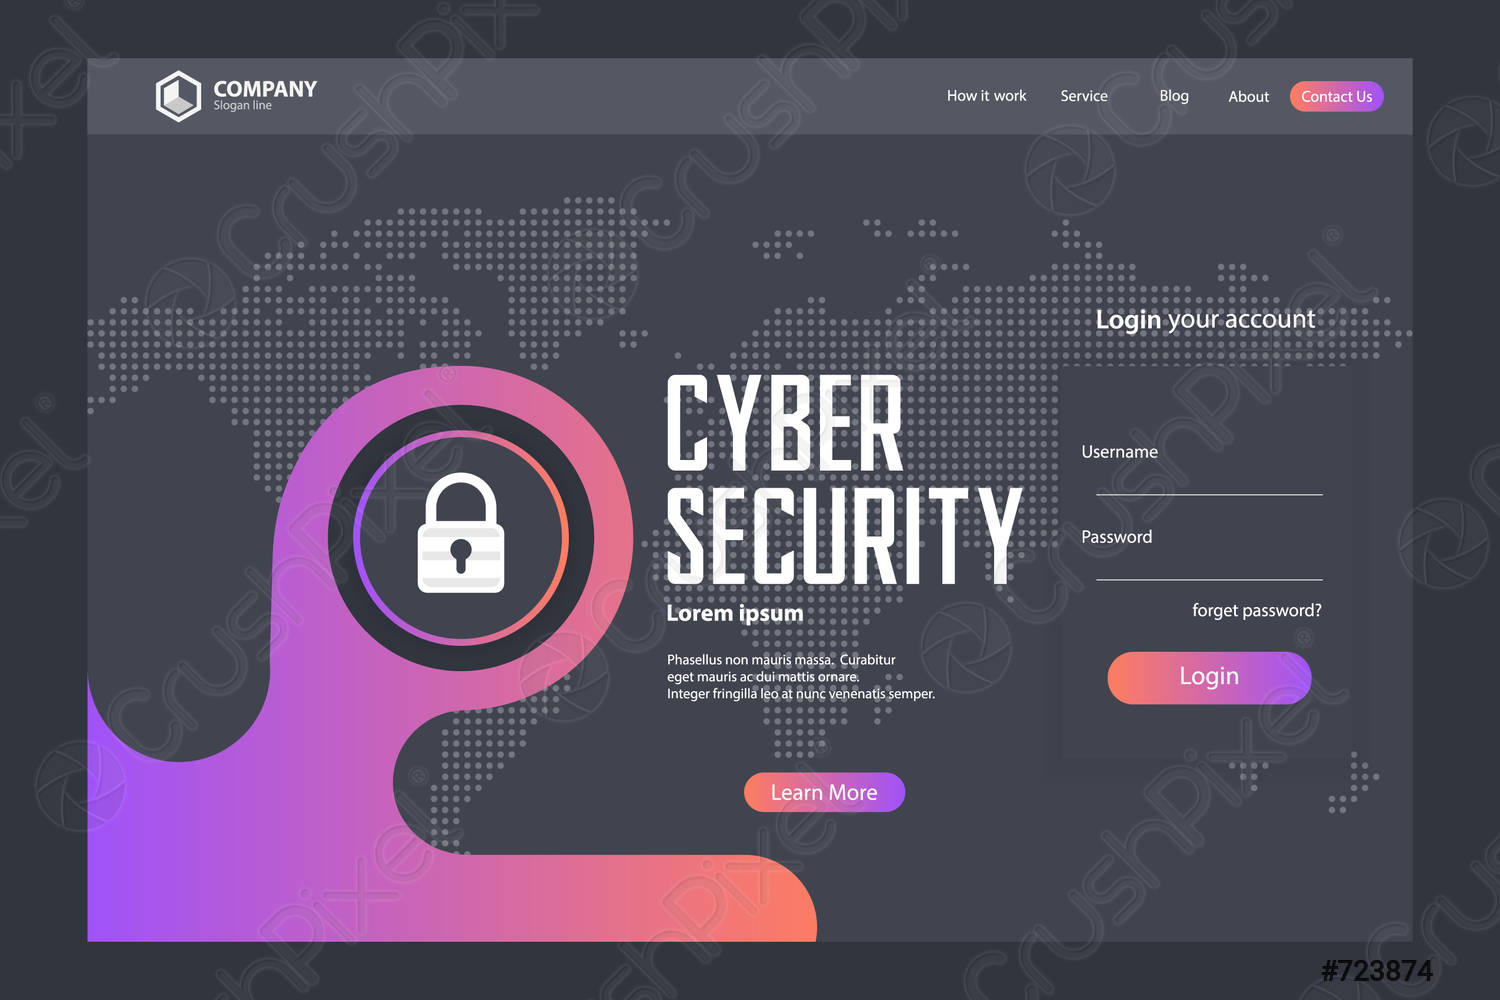 COMPANY
Slogan line
How it work
Service
Blog
About
Contact Us
Login your account
CYBER
SECURITY
Lorem ipsum
Phasellus non mauris massa. Curabitur
eget mauris ac dui mattis ornare.
Integer fringilla leo at nunc venenatis semper.
Learn More
Username
Password
forget password?
Login
CrushPixel
#723874